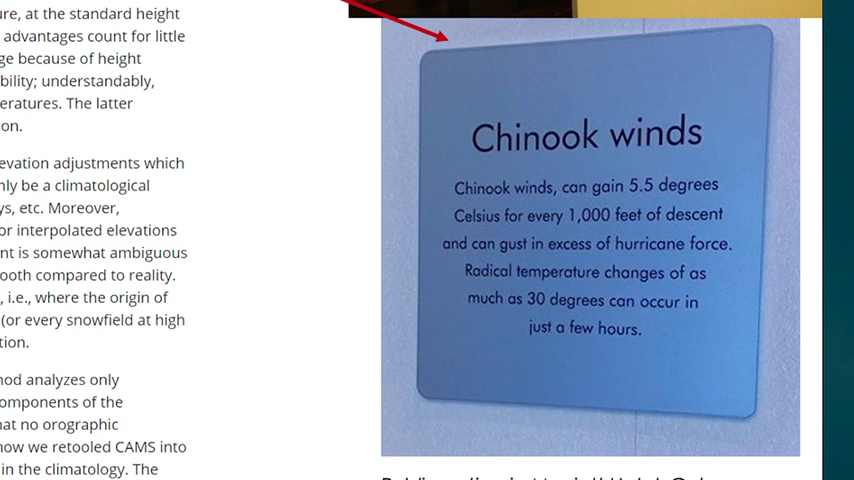 ure, at the standard height
advantages count for little
ge because of height
bility; understandably,
eratures. The latter
on.
evation adjustments which
nly be a climatological
ys, etc. Moreover,
or interpolated elevations
nt is somewhat ambiguous
ooth compared to reality.
, i.e., where the origin of
(or every snowfield at high
tion.
nod analyzes only
omponents of the
hat no orographic
now we retooled CAMS into
in the climatology. The
Chinook winds
Chinook winds, can gain 5.5 degrees
Celsius for every 1,000 feet of descent
and can gust in excess of hurricane force.
Radical temperature changes of as
much as 30 degrees can occur in
just a few hours.